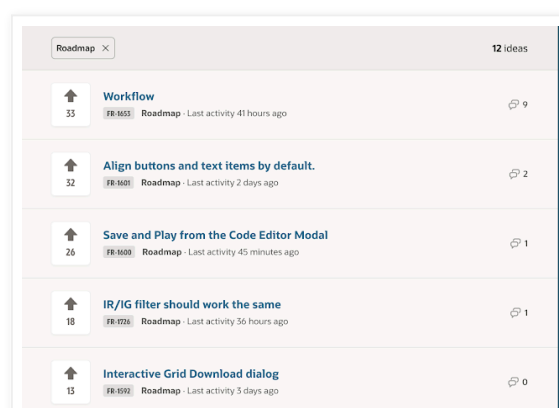 Roadmap ×
12 ideas
33
Workflow
FR-1653 Roadmap · Last activity 41 hours ago
9
32
Align buttons and text items by default.
FR-1601 Roadmap · Last activity 2 days ago
2
26
Save and Play from the Code Editor Modal
FR-1600 Roadmap · Last activity 45 minutes ago
1
18
IR/IG filter should work the same
FR-1726 Roadmap · Last activity 36 hours ago
1
13
Interactive Grid Download dialog
FR-1592 Roadmap · Last activity 3 days ago
0